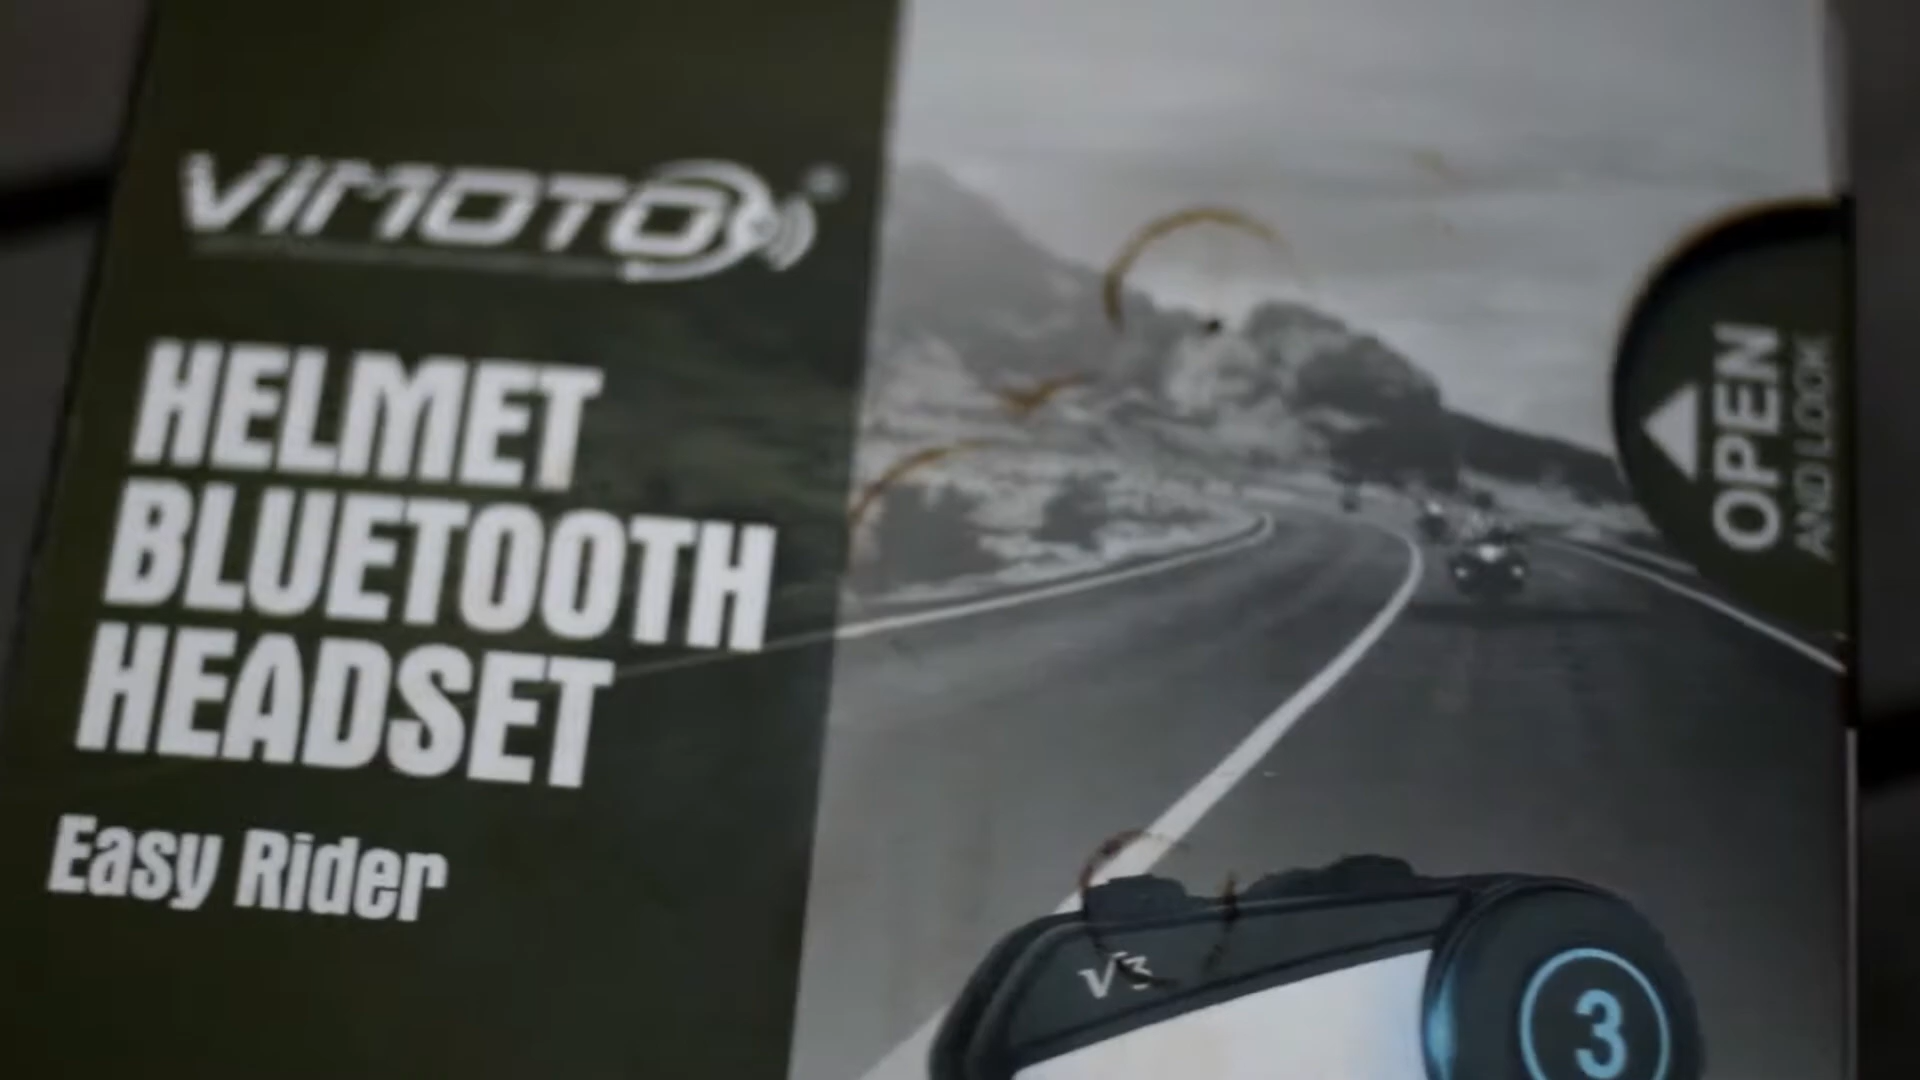 ViMOTO
HELMET
BLUETOOTH
HEADSET
Easy Rider
OPEN
AND LOOK
V3
3